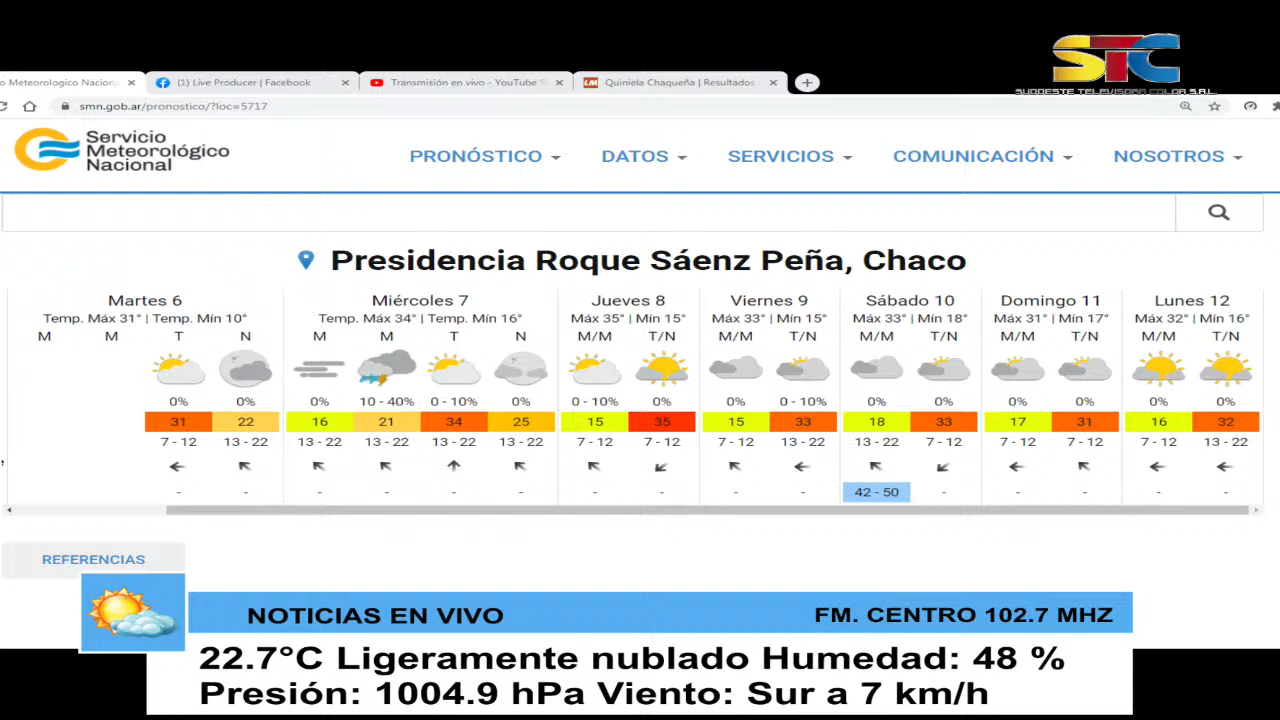 STC
SUDOESTE TELEVISORA COLOR S.R.L.
o Meteorologico Naciona
(1) Live Producer | Facebook
Transmisión en vivo - YouTube S
LM
Quiniela Chaqueña | Resultados
smn.gob.ar/pronostico/?loc=5717
Servicio
Meteorológico
Nacional
PRONÓSTICO DATOS SERVICIOS COMUNICACIÓN NOSOTROS
Presidencia Roque Sáenz Peña, Chaco
Martes 6 Miércoles 7 Jueves 8 Viernes 9 Sábado 10 Domingo 11 Lunes 12
Temp. Máx 31° | Temp. Mín 10° Temp. Máx 34° | Temp. Mín 16° Máx 35° | Mín 15° Máx 33° | Mín 15° Máx 33° | Mín 18° Máx 31° | Mín 17° Máx 32° | Mín 16°
M M T N M M T N M/M T/N M/M T/N M/M T/N M/M T/N M/M T/N
0% 0% 0% 10 - 40% 0 - 10% 0% 0 - 10% 0% 0% 0 - 10% 0% 0% 0% 0% 0% 0%
31 22 16 21 34 25 15 35 15 33 18 33 17 31 16 32
7 - 12 13 - 22 13 - 22 13 - 22 13 - 22 13 - 22 7 - 12 7 - 12 7 - 12 13 - 22 13 - 22 7 - 12 7 - 12 7 - 12 7 - 12 13 - 22
- - - - - - - - - - 42 - 50 - - - - -
REFERENCIAS
NOTICIAS EN VIVO FM. CENTRO 102.7 MHZ
22.7°C Ligeramente nublado Humedad: 48 %
Presión: 1004.9 hPa Viento: Sur a 7 km/h